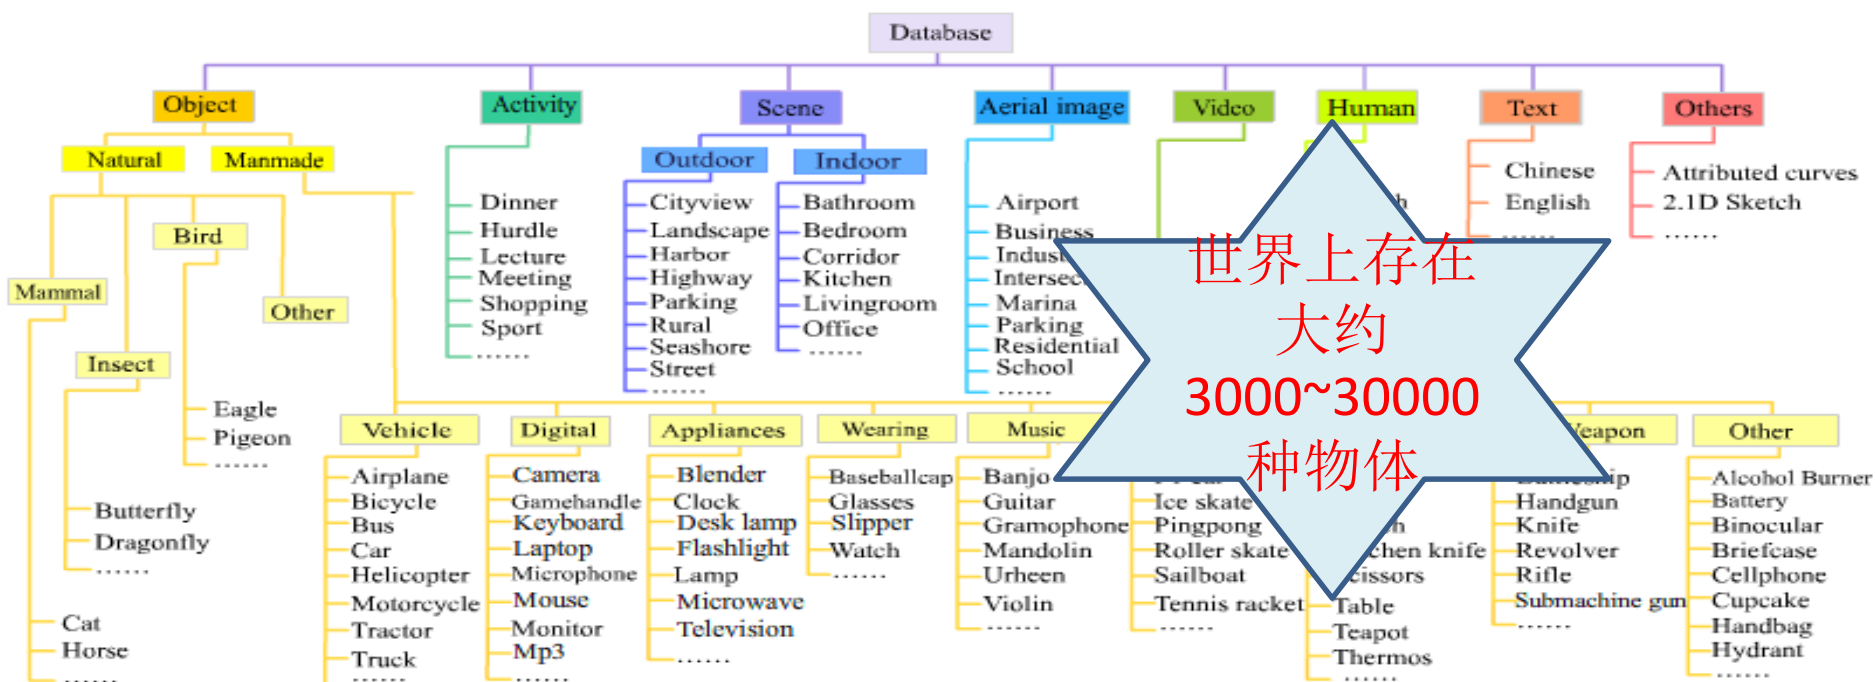 Database
Object
Activity
Scene
Aerial image
Video
Human
Text
Others
Natural
Manmade
Outdoor
Indoor
Mammal
Insect
Bird
Other
Cat
Horse
......
Butterfly
Dragonfly
......
Eagle
Pigeon
......
Dinner
Hurdle
Lecture
Meeting
Shopping
Sport
......
Cityview
Landscape
Harbor
Highway
Parking
Rural
Seashore
Street
......
Bathroom
Bedroom
Corridor
Kitchen
Livingroom
Office
......
Airport
Business
Indust
Intersec
Marina
Parking
Residential
School
......
Chinese
English
......
Attributed curves
2.1D Sketch
......
世界上存在
大约
3000~30000
种物体
Vehicle
Airplane
Bicycle
Bus
Car
Helicopter
Motorcycle
Tractor
Truck
......
Digital
Camera
Gamehandle
Keyboard
Laptop
Microphone
Mouse
Monitor
Mp3
......
Appliances
Blender
Clock
Desk lamp
Flashlight
Lamp
Microwave
Television
......
Wearing
Baseballcap
Glasses
Slipper
Watch
......
Music
Banjo
Guitar
Gramophone
Mandolin
Urheen
Violin
......
Ice skate
Pingpong
Roller skate
Sailboat
Tennis racket
......
chen knife
cissors
Table
Teapot
Thermos
......
Weapon
Handgun
Knife
Revolver
Rifle
Submachine gun
......
Other
Alcohol Burner
Battery
Binocular
Briefcase
Cellphone
Cupcake
Handbag
Hydrant
......